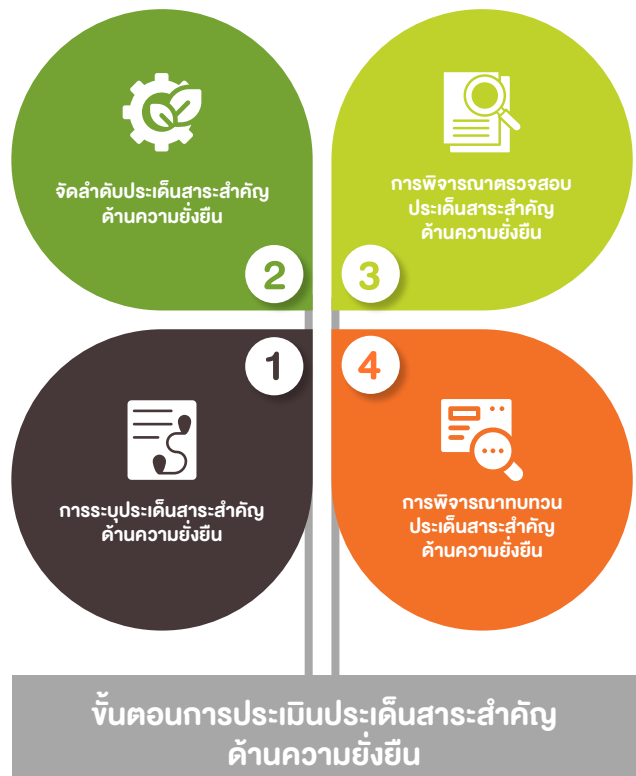 จัดลำดับประเด็นสาระสำคัญ
ด้านความยั่งยืน
2
การพิจารณาตรวจสอบ
ประเด็นสาระสำคัญ
ด้านความยั่งยืน
3
1
การระบุประเด็นสาระสำคัญ
ด้านความยั่งยืน
4
การพิจารณาทบทวน
ประเด็นสาระสำคัญ
ด้านความยั่งยืน
ขั้นตอนการประเมินประเด็นสาระสำคัญ
ด้านความยั่งยืน